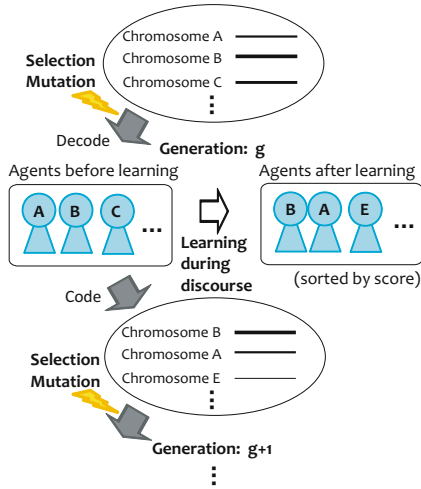 Chromosome A
Chromosome B
Chromosome C
⋮
Selection
Mutation
Decode
Generation: g
Agents before learning
Agents after learning
A B C ...
B A E ...
Learning
during
discourse
(sorted by score)
Code
Chromosome B
Chromosome A
Chromosome E
⋮
Selection
Mutation
Generation: g+1
⋮